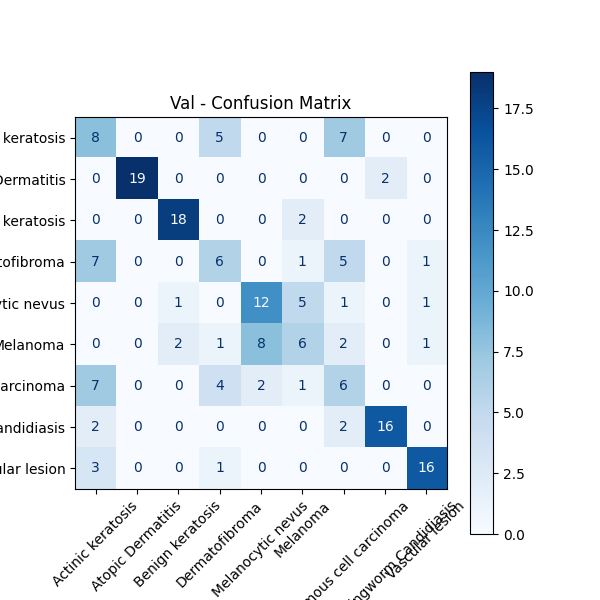 Val - Confusion Matrix
keratosis 8 0 0 5 0 0 7 0 0
Dermatitis 0 19 0 0 0 0 0 2 0
keratosis 0 0 18 0 0 2 0 0 0
tofibroma 7 0 0 6 0 1 5 0 1
ytic nevus 0 0 1 0 12 5 1 0 1
Melanoma 0 0 2 1 8 6 2 0 1
arcinoma 7 0 0 4 2 1 6 0 0
andidiasis 2 0 0 0 0 0 2 16 0
ular lesion 3 0 0 1 0 0 0 0 16
Actinic keratosis
Atopic Dermatitis
Benign keratosis
Dermatofibroma
Melanocytic nevus
Melanoma
mous cell carcinoma
ngworm Candidiasis
Vascular lesion
17.5
15.0
12.5
10.0
7.5
5.0
2.5
0.0